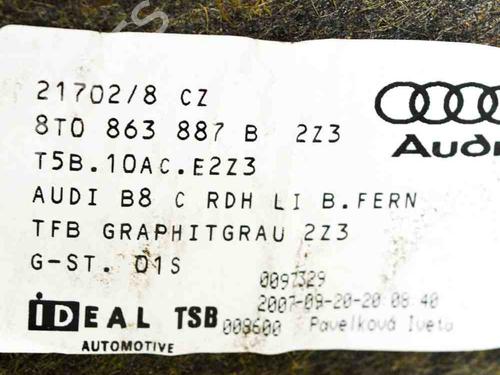 21702/8 CZ
8T0 863 887 B 2Z3
T5B.10AC.E2Z3
AUDI B8 C RDH LI B.FERN
TFB GRAPHITGRAU 2Z3
G-ST. 01S
Audi
0097329
2007-09-20-20:08:40
iDEAL TSB
008600 Pavelková Iveta
AUTOMOTIVE